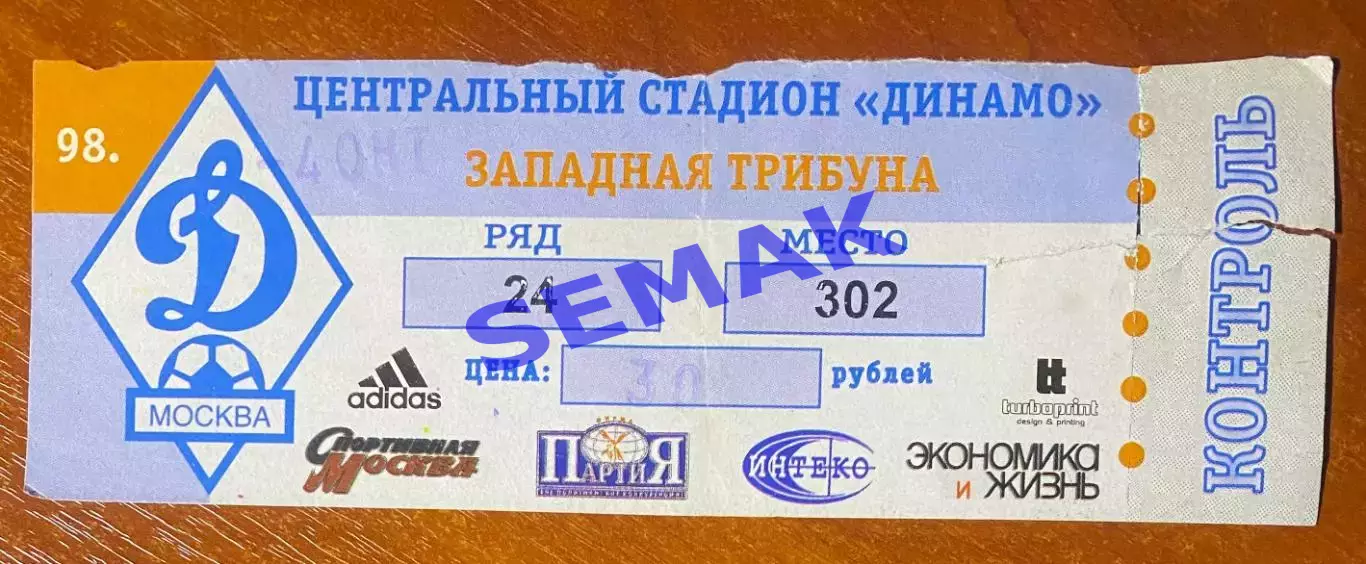 98.
ЦЕНТРАЛЬНЫЙ СТАДИОН «ДИНАМО»
ЗАПАДНАЯ ТРИБУНА
РЯД
МЕСТО
24
302
SEMAK
ЦЕНА:
30
рублей
Д
МОСКВА
adidas
tt
turboprint
design & printing
СПОРТИВНАЯ
МОСКВА
ФИРМА
ПАРТИЯ
ИНТЕКО
ЭКОНОМИКА
И ЖИЗНЬ
КОНТРОЛЬ